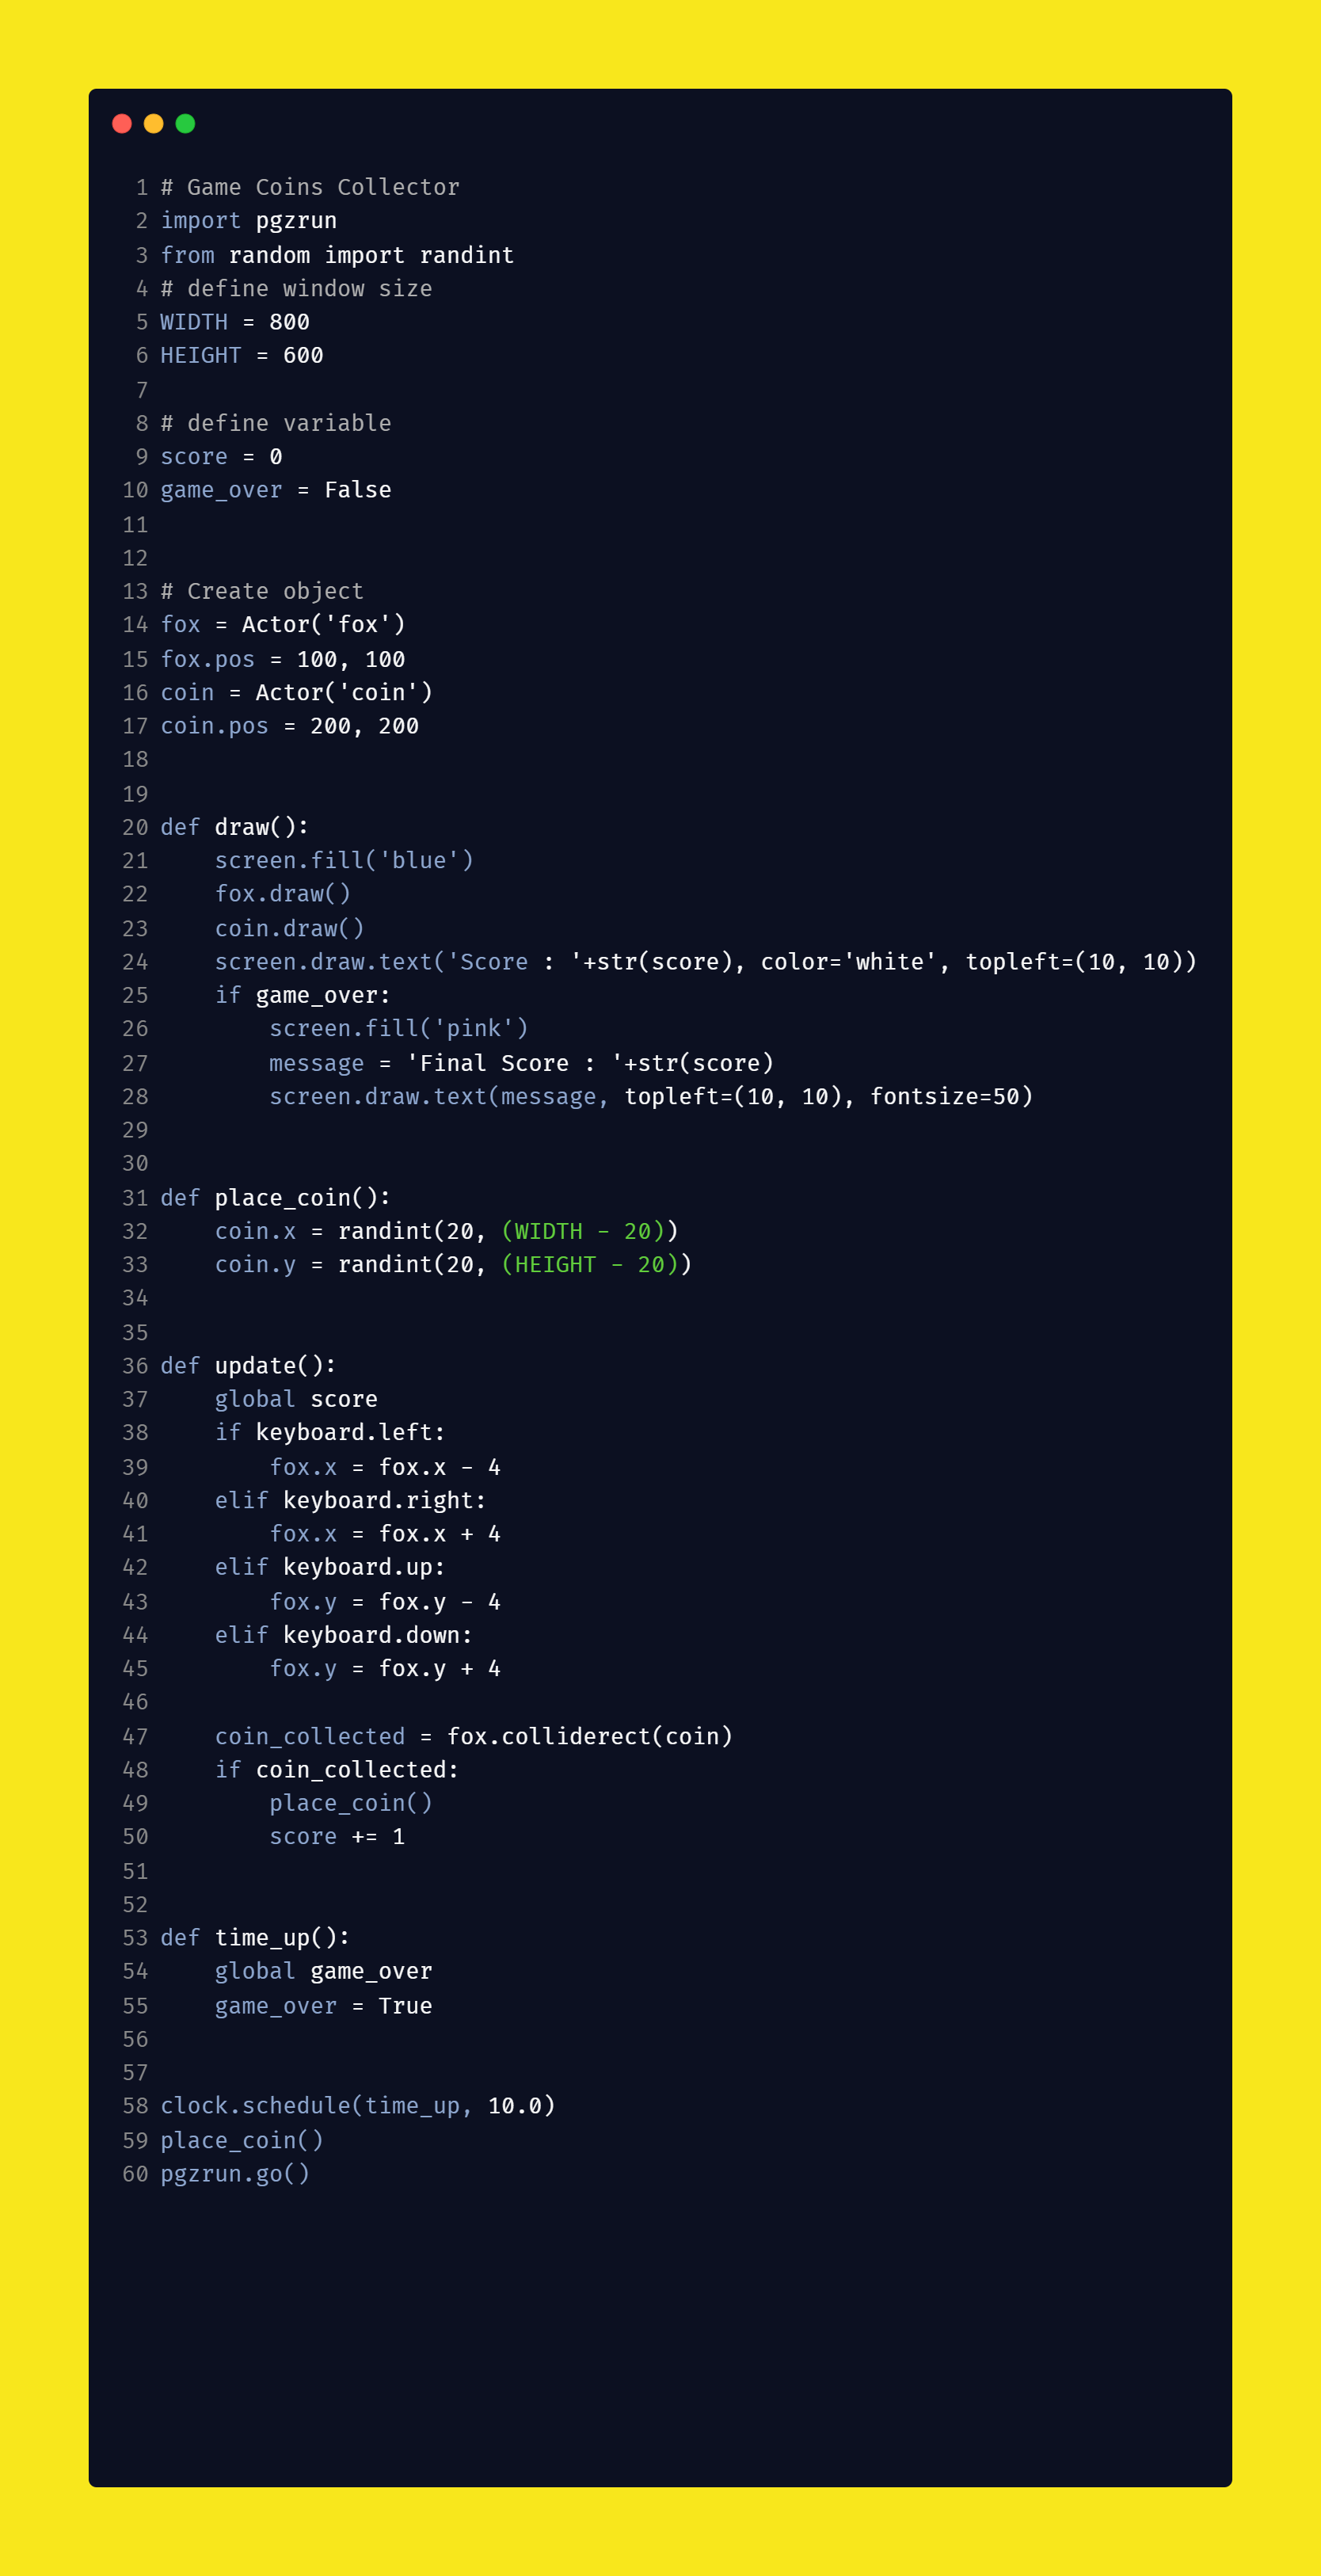 1 # Game Coins Collector
2 import pgzrun
3 from random import randint
4 # define window size
5 WIDTH = 800
6 HEIGHT = 600
7
8 # define variable
9 score = 0
10 game_over = False
11
12
13 # Create object
14 fox = Actor('fox')
15 fox.pos = 100, 100
16 coin = Actor('coin')
17 coin.pos = 200, 200
18
19
20 def draw():
21     screen.fill('blue')
22     fox.draw()
23     coin.draw()
24     screen.draw.text('Score : '+str(score), color='white', topleft=(10, 10))
25     if game_over:
26         screen.fill('pink')
27         message = 'Final Score : '+str(score)
28         screen.draw.text(message, topleft=(10, 10), fontsize=50)
29
30
31 def place_coin():
32     coin.x = randint(20, (WIDTH - 20))
33     coin.y = randint(20, (HEIGHT - 20))
34
35
36 def update():
37     global score
38     if keyboard.left:
39         fox.x = fox.x - 4
40     elif keyboard.right:
41         fox.x = fox.x + 4
42     elif keyboard.up:
43         fox.y = fox.y - 4
44     elif keyboard.down:
45         fox.y = fox.y + 4
46
47     coin_collected = fox.colliderect(coin)
48     if coin_collected:
49         place_coin()
50         score += 1
51
52
53 def time_up():
54     global game_over
55     game_over = True
56
57
58 clock.schedule(time_up, 10.0)
59 place_coin()
60 pgzrun.go()